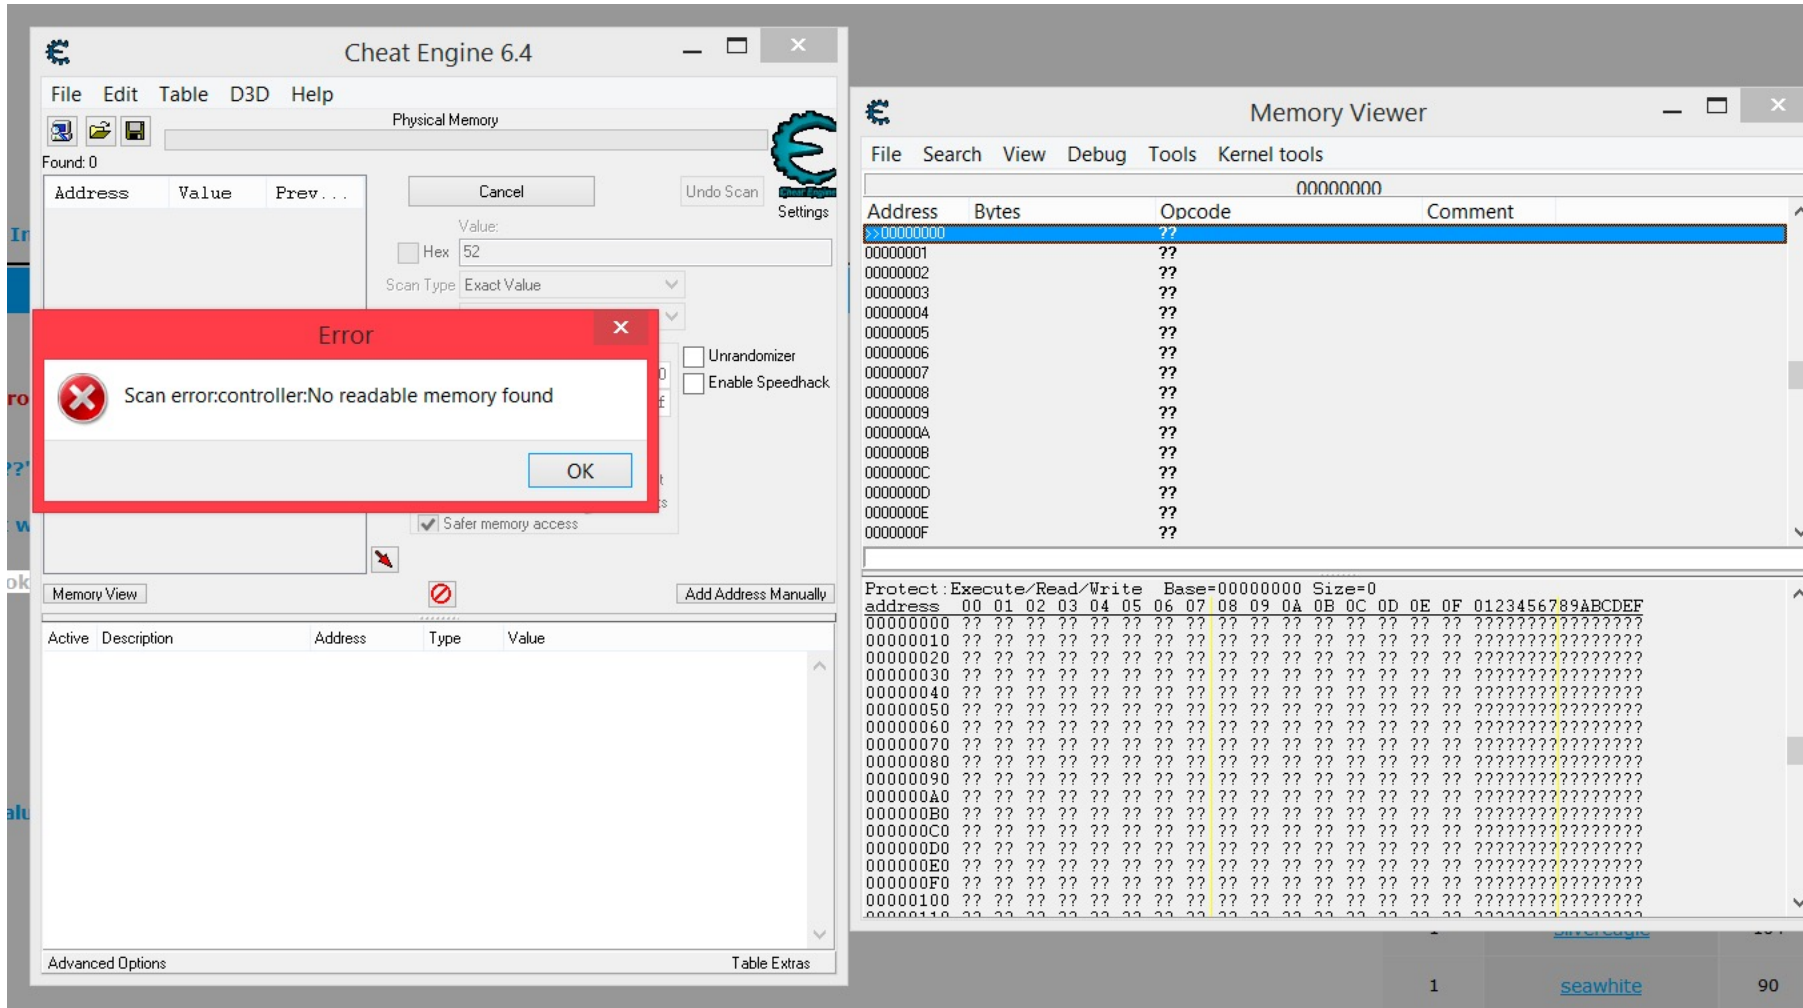 Cheat Engine 6.4
File Edit Table D3D Help
Physical Memory
Found: 0
Address Value Prev...
Cancel
Undo Scan
Cheat Engine
Settings
Value:
Hex 52
Scan Type Exact Value
Error
Scan error:controller:No readable memory found
OK
Unrandomizer
Enable Speedhack
Safer memory access
Memory View
Add Address Manually
Active Description Address Type Value
Advanced Options
Table Extras
Memory Viewer
File Search View Debug Tools Kernel tools
00000000
Address Bytes Opcode Comment
>>00000000 ??
00000001 ??
00000002 ??
00000003 ??
00000004 ??
00000005 ??
00000006 ??
00000007 ??
00000008 ??
00000009 ??
0000000A ??
0000000B ??
0000000C ??
0000000D ??
0000000E ??
0000000F ??
Protect:Execute/Read/Write Base=00000000 Size=0
address 00 01 02 03 04 05 06 07 08 09 0A 0B 0C 0D 0E 0F 0123456789ABCDEF
00000000 ?? ?? ?? ?? ?? ?? ?? ?? ?? ?? ?? ?? ?? ?? ?? ?? ????????????????
00000010 ?? ?? ?? ?? ?? ?? ?? ?? ?? ?? ?? ?? ?? ?? ?? ?? ????????????????
00000020 ?? ?? ?? ?? ?? ?? ?? ?? ?? ?? ?? ?? ?? ?? ?? ?? ????????????????
00000030 ?? ?? ?? ?? ?? ?? ?? ?? ?? ?? ?? ?? ?? ?? ?? ?? ????????????????
00000040 ?? ?? ?? ?? ?? ?? ?? ?? ?? ?? ?? ?? ?? ?? ?? ?? ????????????????
00000050 ?? ?? ?? ?? ?? ?? ?? ?? ?? ?? ?? ?? ?? ?? ?? ?? ????????????????
00000060 ?? ?? ?? ?? ?? ?? ?? ?? ?? ?? ?? ?? ?? ?? ?? ?? ????????????????
00000070 ?? ?? ?? ?? ?? ?? ?? ?? ?? ?? ?? ?? ?? ?? ?? ?? ????????????????
00000080 ?? ?? ?? ?? ?? ?? ?? ?? ?? ?? ?? ?? ?? ?? ?? ?? ????????????????
00000090 ?? ?? ?? ?? ?? ?? ?? ?? ?? ?? ?? ?? ?? ?? ?? ?? ????????????????
000000A0 ?? ?? ?? ?? ?? ?? ?? ?? ?? ?? ?? ?? ?? ?? ?? ?? ????????????????
000000B0 ?? ?? ?? ?? ?? ?? ?? ?? ?? ?? ?? ?? ?? ?? ?? ?? ????????????????
000000C0 ?? ?? ?? ?? ?? ?? ?? ?? ?? ?? ?? ?? ?? ?? ?? ?? ????????????????
000000D0 ?? ?? ?? ?? ?? ?? ?? ?? ?? ?? ?? ?? ?? ?? ?? ?? ????????????????
000000E0 ?? ?? ?? ?? ?? ?? ?? ?? ?? ?? ?? ?? ?? ?? ?? ?? ????????????????
000000F0 ?? ?? ?? ?? ?? ?? ?? ?? ?? ?? ?? ?? ?? ?? ?? ?? ????????????????
00000100 ?? ?? ?? ?? ?? ?? ?? ?? ?? ?? ?? ?? ?? ?? ?? ?? ????????????????
1 seawhite 90